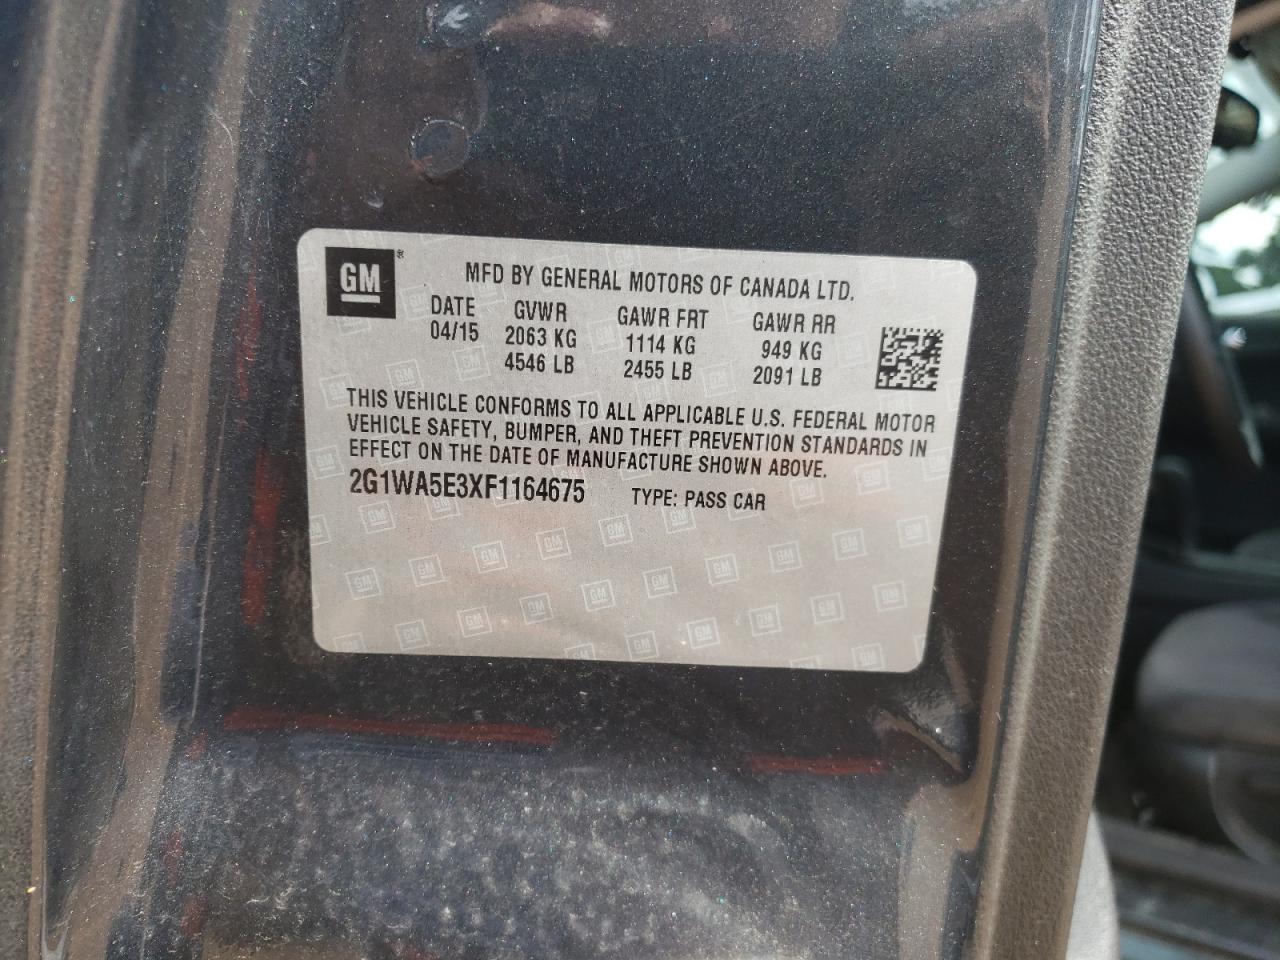 GM®
MFD BY GENERAL MOTORS OF CANADA LTD.
DATE GVWR GAWR FRT GAWR RR
04/15 2063 KG 1114 KG 949 KG
4546 LB 2455 LB 2091 LB
THIS VEHICLE CONFORMS TO ALL APPLICABLE U.S. FEDERAL MOTOR
VEHICLE SAFETY, BUMPER, AND THEFT PREVENTION STANDARDS IN
EFFECT ON THE DATE OF MANUFACTURE SHOWN ABOVE.
2G1WA5E3XF1164675 TYPE: PASS CAR